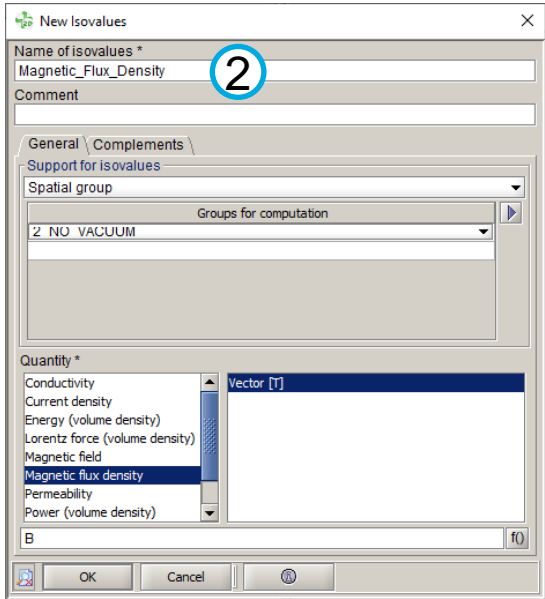 New Isovalues
Name of isovalues *
Magnetic_Flux_Density
2
Comment
General Complements
Support for isovalues
Spatial group
Groups for computation
2_NO_VACUUM
Quantity *
Conductivity
Current density
Energy (volume density)
Lorentz force (volume density)
Magnetic field
Magnetic flux density
Permeability
Power (volume density)
Vector [T]
B
f()
OK Cancel